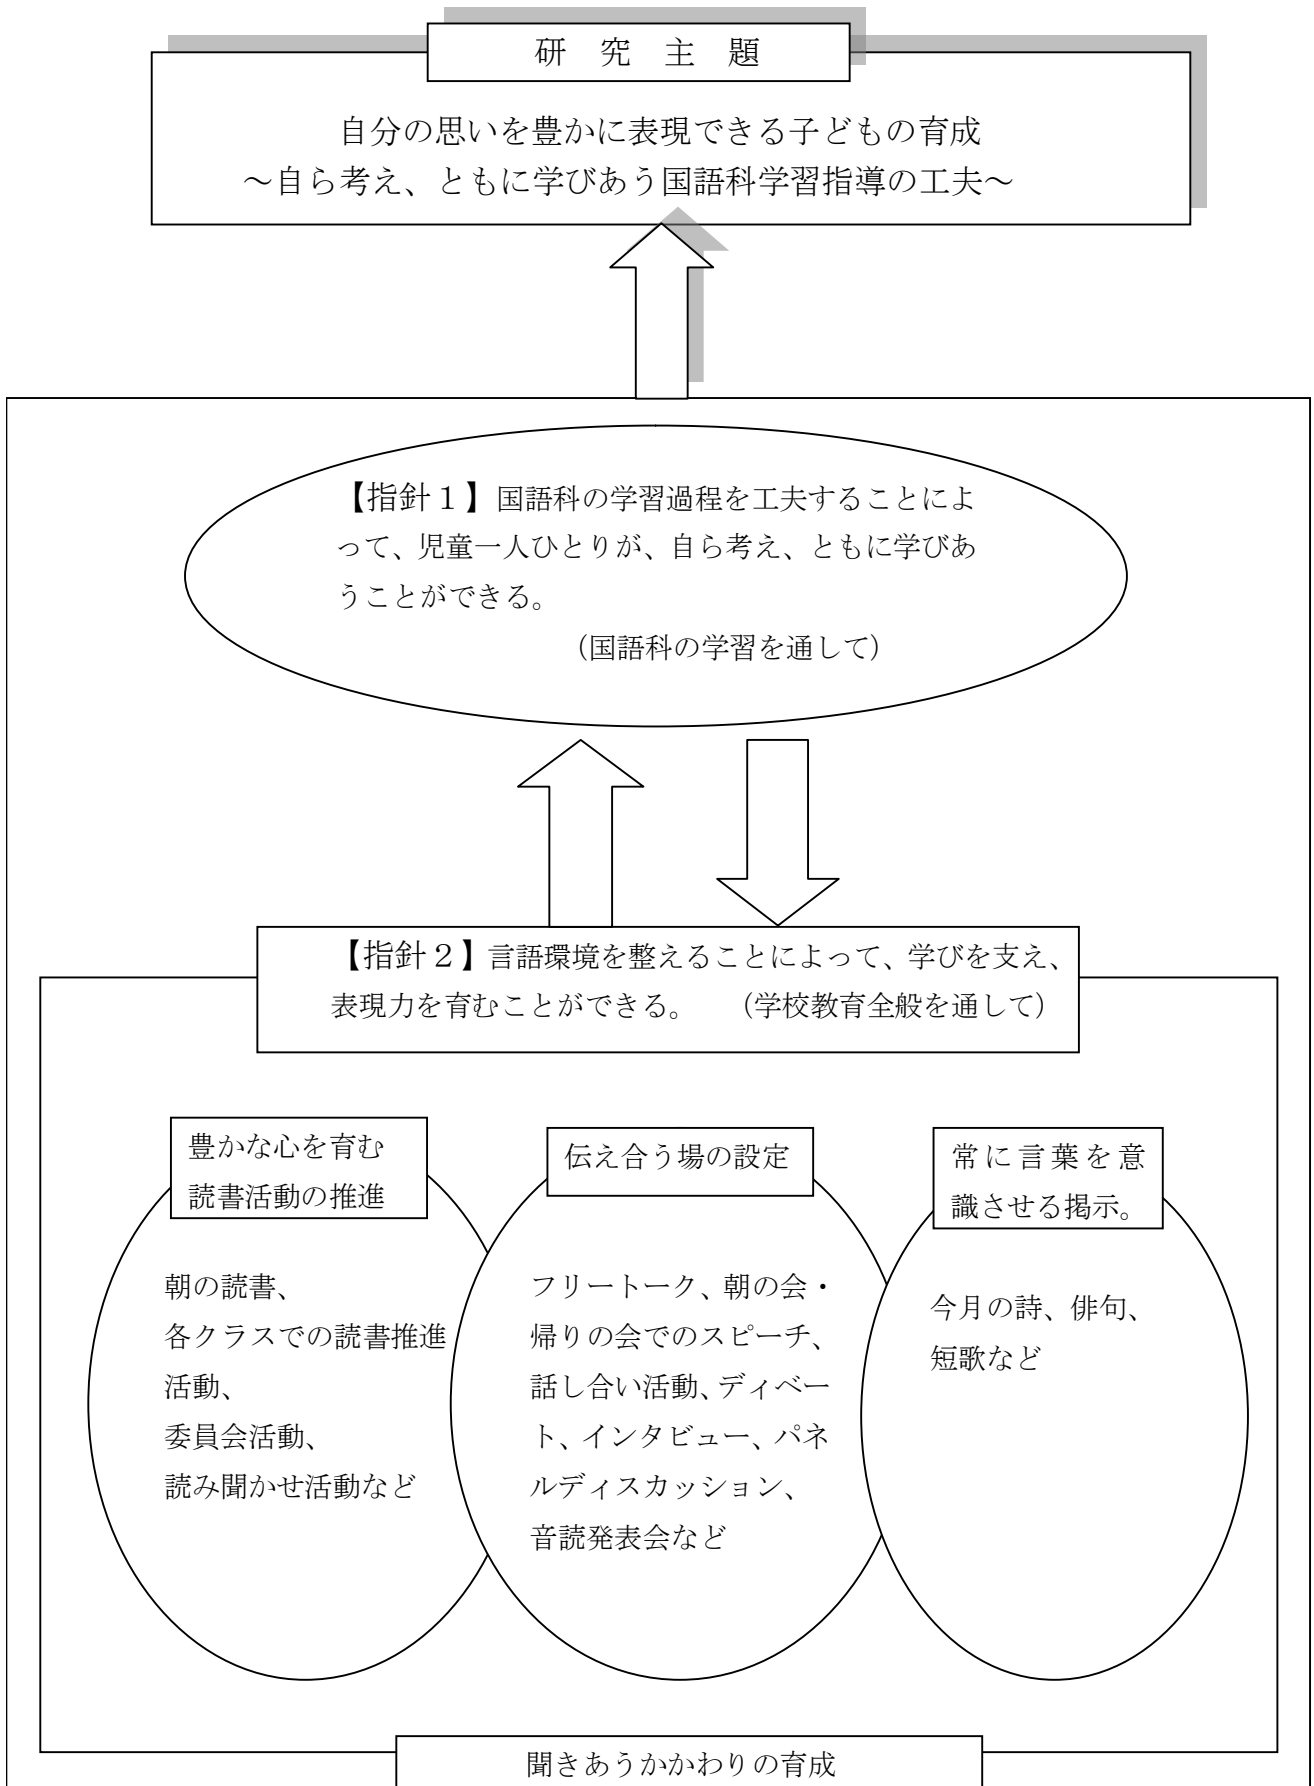 研究主題
自分の思いを豊かに表現できる子どもの育成
～自ら考え、ともに学びあう国語科学習指導の工夫～
【指針１】国語科の学習過程を工夫することによ
って、児童一人ひとりが、自ら考え、ともに学びあ
うことができる。
（国語科の学習を通して）
【指針２】言語環境を整えることによって、学びを支え、
表現力を育むことができる。　（学校教育全般を通して）
豊かな心を育む
読書活動の推進
朝の読書、
各クラスでの読書推進
活動、
委員会活動、
読み聞かせ活動など
伝え合う場の設定
フリートーク、朝の会・
帰りの会でのスピーチ、
話し合い活動、ディベー
ト、インタビュー、パネ
ルディスカッション、
音読発表会など
常に言葉を意
識させる掲示。
今月の詩、俳句、
短歌など
聞きあうかかわりの育成